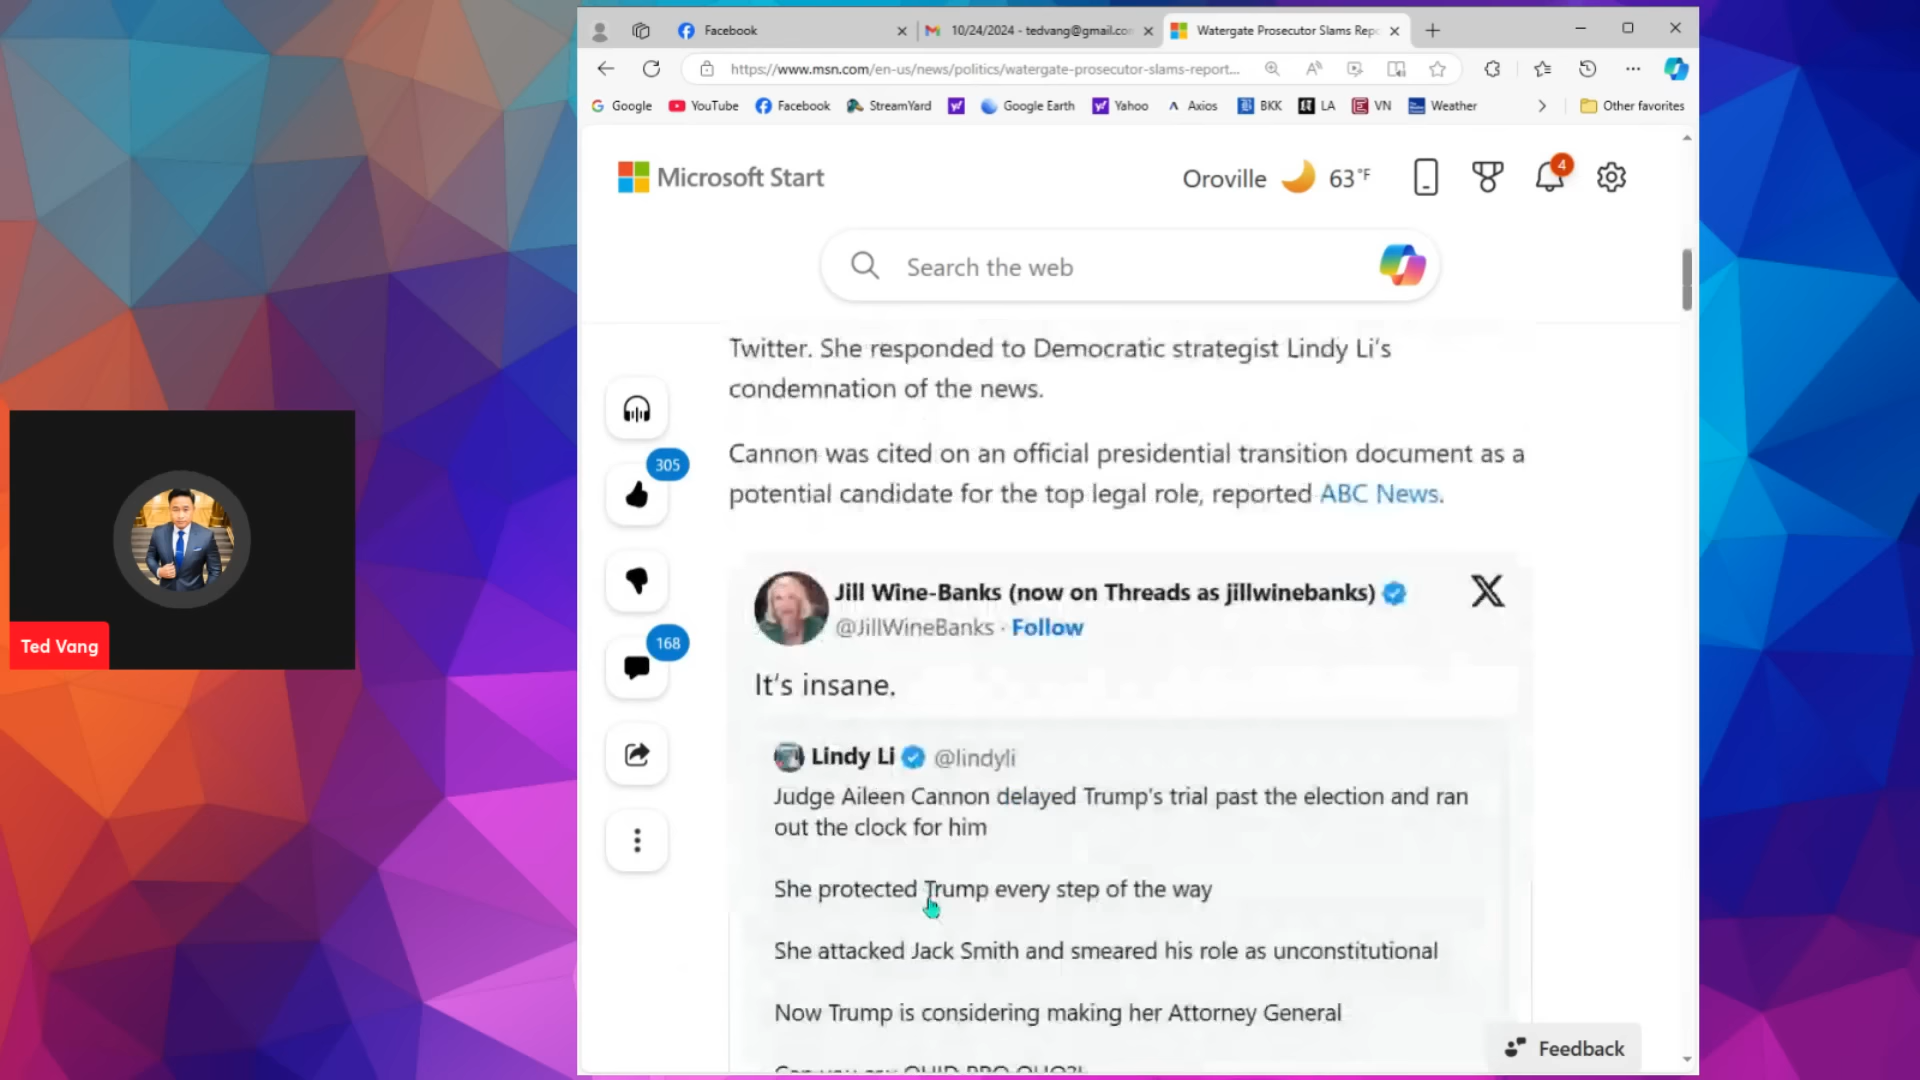 Facebook
10/24/2024 - tedvang@gmail.co
Watergate Prosecutor Slams Rep
https://www.msn.com/en-us/news/politics/watergate-prosecutor-slams-report...
Google
YouTube
Facebook
StreamYard
Google Earth
Yahoo
Axios
BKK
LA
VN
Weather
Other favorites
Microsoft Start
Oroville
63°F
4
Search the web
Twitter. She responded to Democratic strategist Lindy Li's
condemnation of the news.
305
Cannon was cited on an official presidential transition document as a
potential candidate for the top legal role, reported ABC News.
Jill Wine-Banks (now on Threads as jillwinebanks)
@JillWineBanks · Follow
168
It's insane.
Lindy Li @lindyli
Judge Aileen Cannon delayed Trump's trial past the election and ran
out the clock for him
She protected Trump every step of the way
She attacked Jack Smith and smeared his role as unconstitutional
Now Trump is considering making her Attorney General
Feedback
Ted Vang